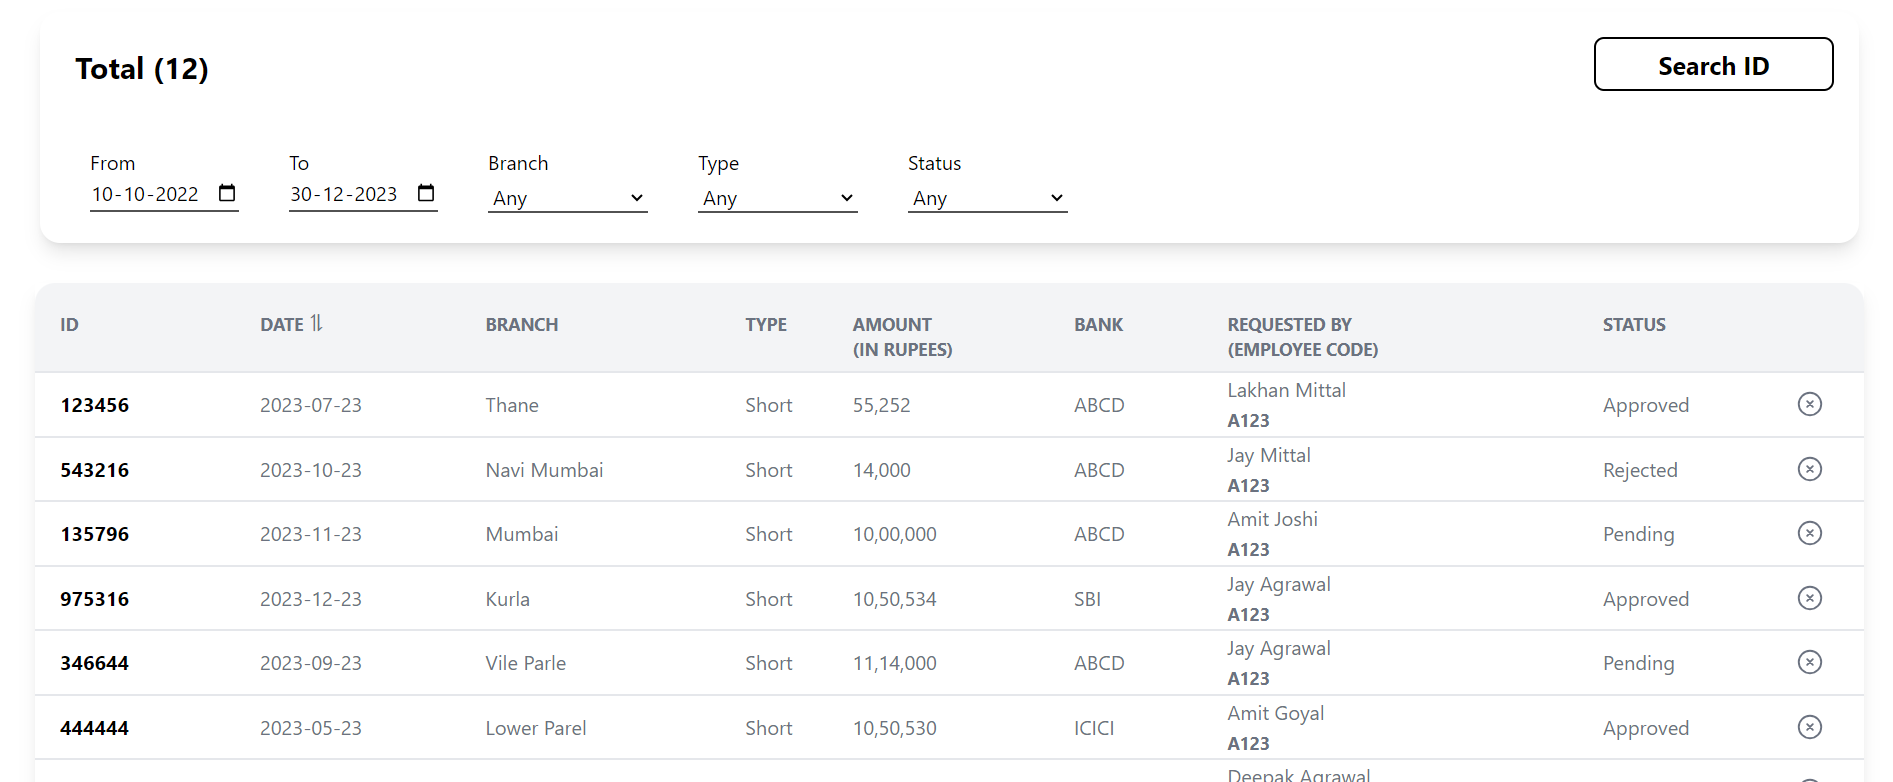 Total (12)
Search ID
From
To
Branch
Type
Status
10-10-2022
30-12-2023
Any
Any
Any
ID
DATE
BRANCH
TYPE
AMOUNT
(IN RUPEES)
BANK
REQUESTED BY
(EMPLOYEE CODE)
STATUS
123456
2023-07-23
Thane
Short
55,252
ABCD
Lakhan Mittal
A123
Approved
543216
2023-10-23
Navi Mumbai
Short
14,000
ABCD
Jay Mittal
A123
Rejected
135796
2023-11-23
Mumbai
Short
10,00,000
ABCD
Amit Joshi
A123
Pending
975316
2023-12-23
Kurla
Short
10,50,534
SBI
Jay Agrawal
A123
Approved
346644
2023-09-23
Vile Parle
Short
11,14,000
ABCD
Jay Agrawal
A123
Pending
444444
2023-05-23
Lower Parel
Short
10,50,530
ICICI
Amit Goyal
A123
Approved
Deepak Agrawal